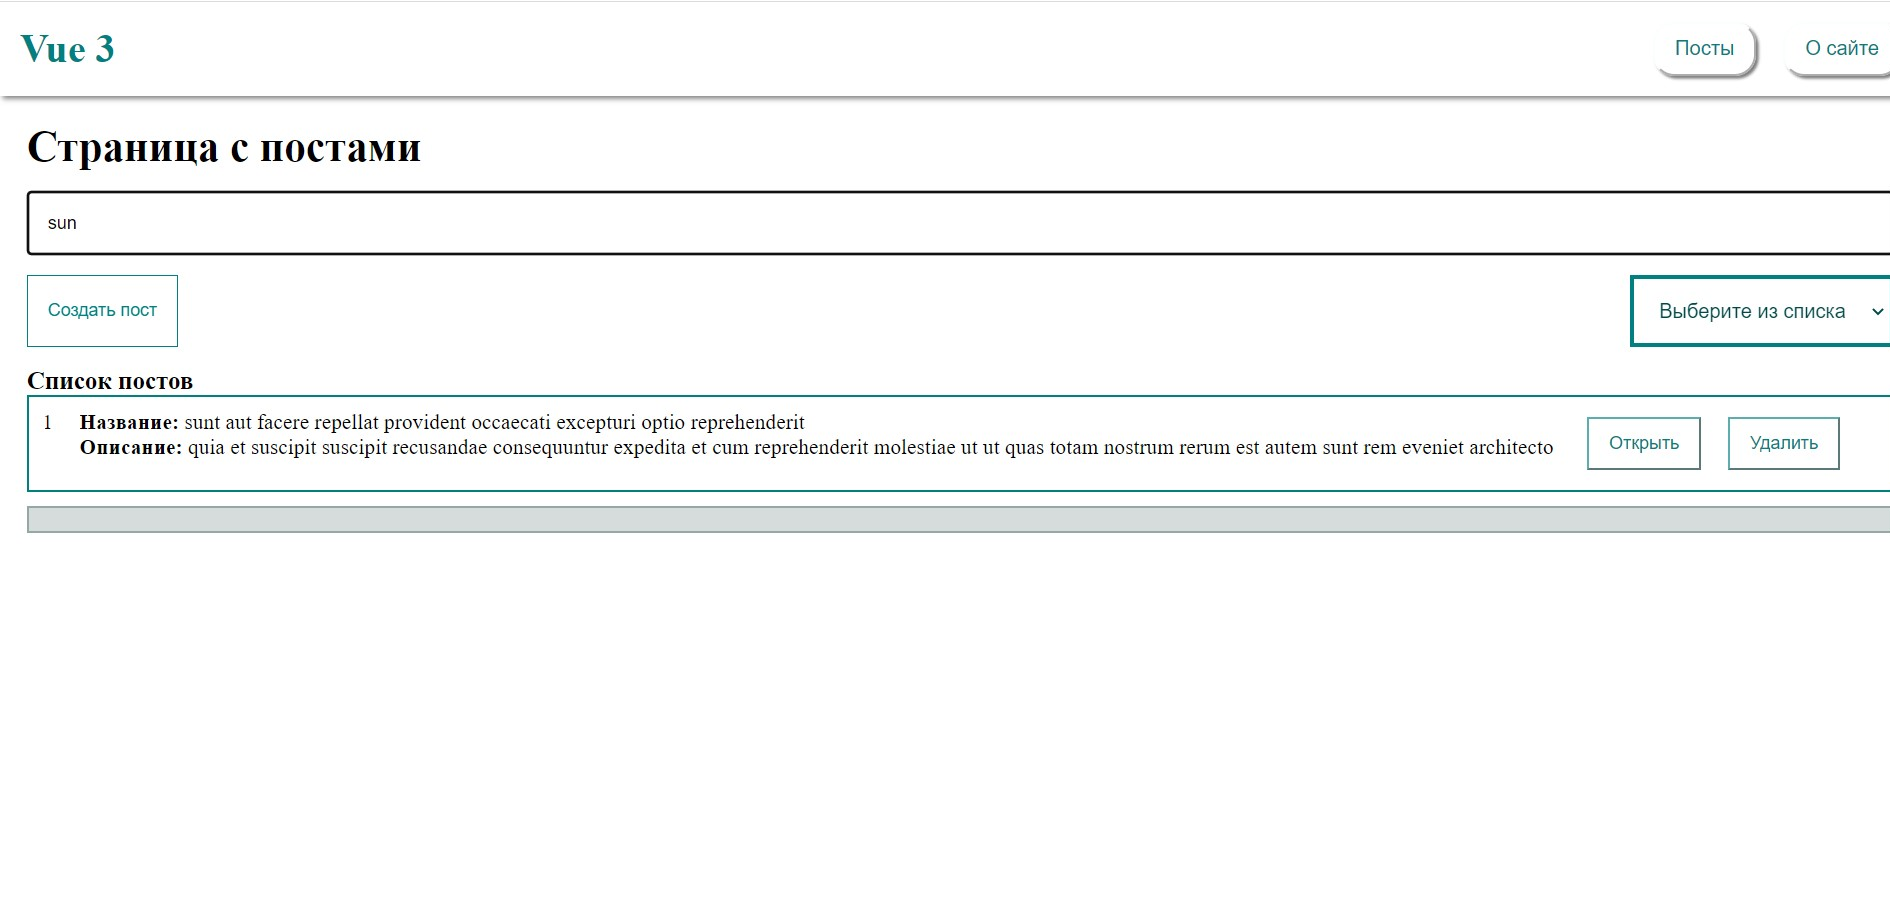 Vue 3
Посты
О сайте
Страница с постами
sun
Создать пост
Выберите из списка
Список постов
1
Название: sunt aut facere repellat provident occaecati excepturi optio reprehenderit
Описание: quia et suscipit suscipit recusandae consequuntur expedita et cum reprehenderit molestiae ut ut quas totam nostrum rerum est autem sunt rem eveniet architecto
Открыть
Удалить